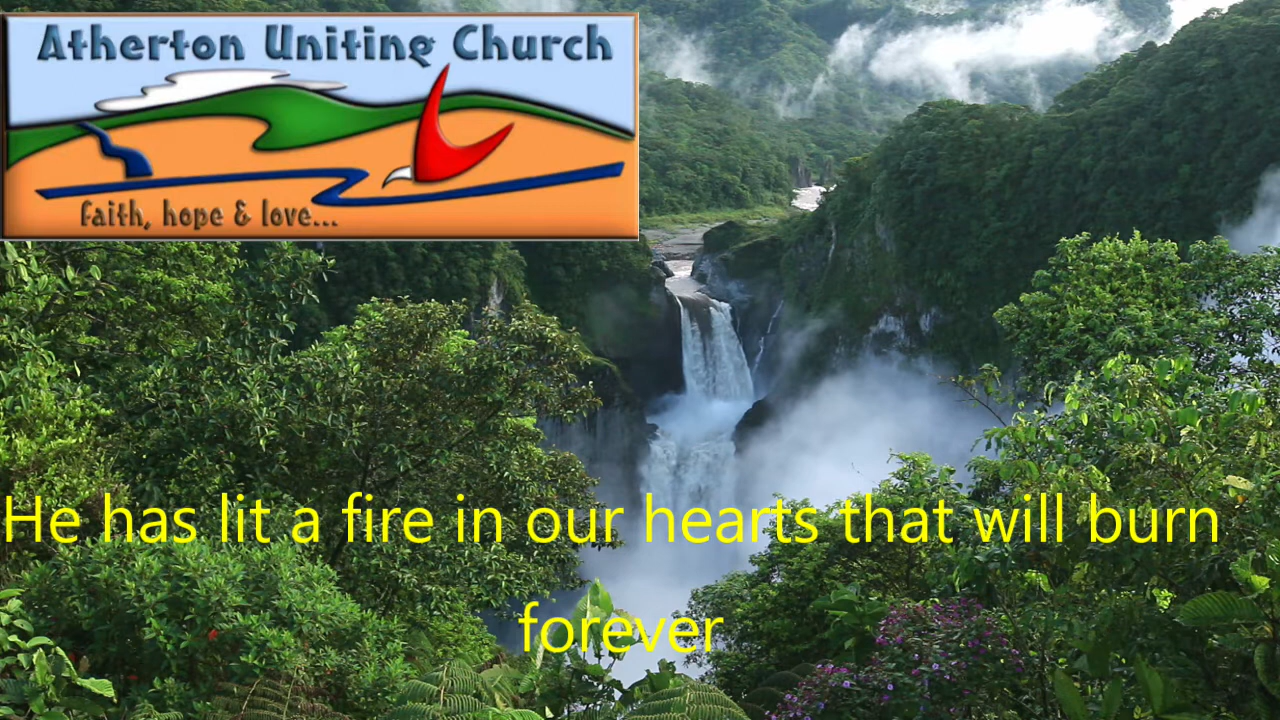 Atherton Uniting Church
faith, hope & love...
He has lit a fire in our hearts that will burn
forever